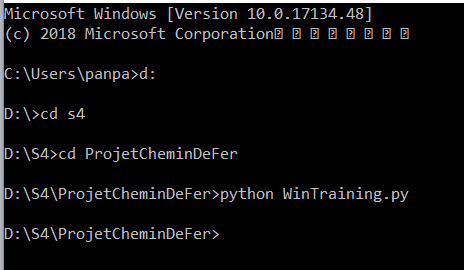 Microsoft Windows [Version 10.0.17134.48]
(c) 2018 Microsoft Corporation
C:\Users\panpa>d:
D:\>cd s4
D:\S4>cd ProjetCheminDeFer
D:\S4\ProjetCheminDeFer>python WinTraining.py
D:\S4\ProjetCheminDeFer>